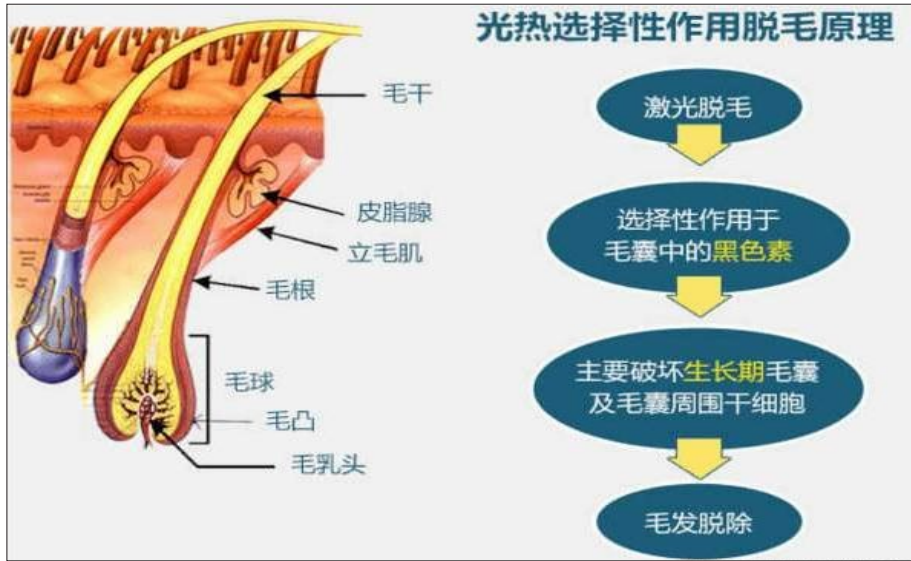 光热选择性作用脱毛原理
毛干
皮脂腺
立毛肌
毛根
毛球
毛凸
毛乳头
激光脱毛
选择性作用于
毛囊中的黑色素
主要破坏生长期毛囊
及毛囊周围干细胞
毛发脱除